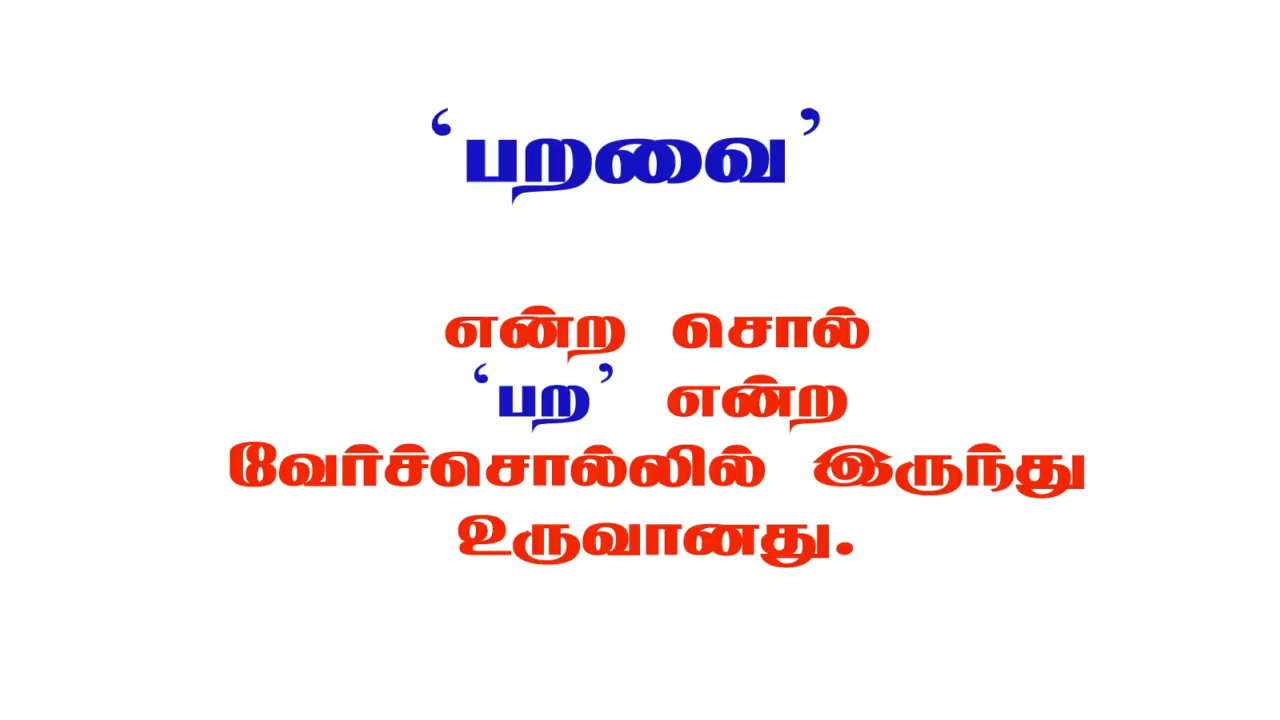 ‘பறவை’
என்ற சொல்
‘பற’ என்ற
வேர்ச்சொல்லில் இருந்து
உருவானது.